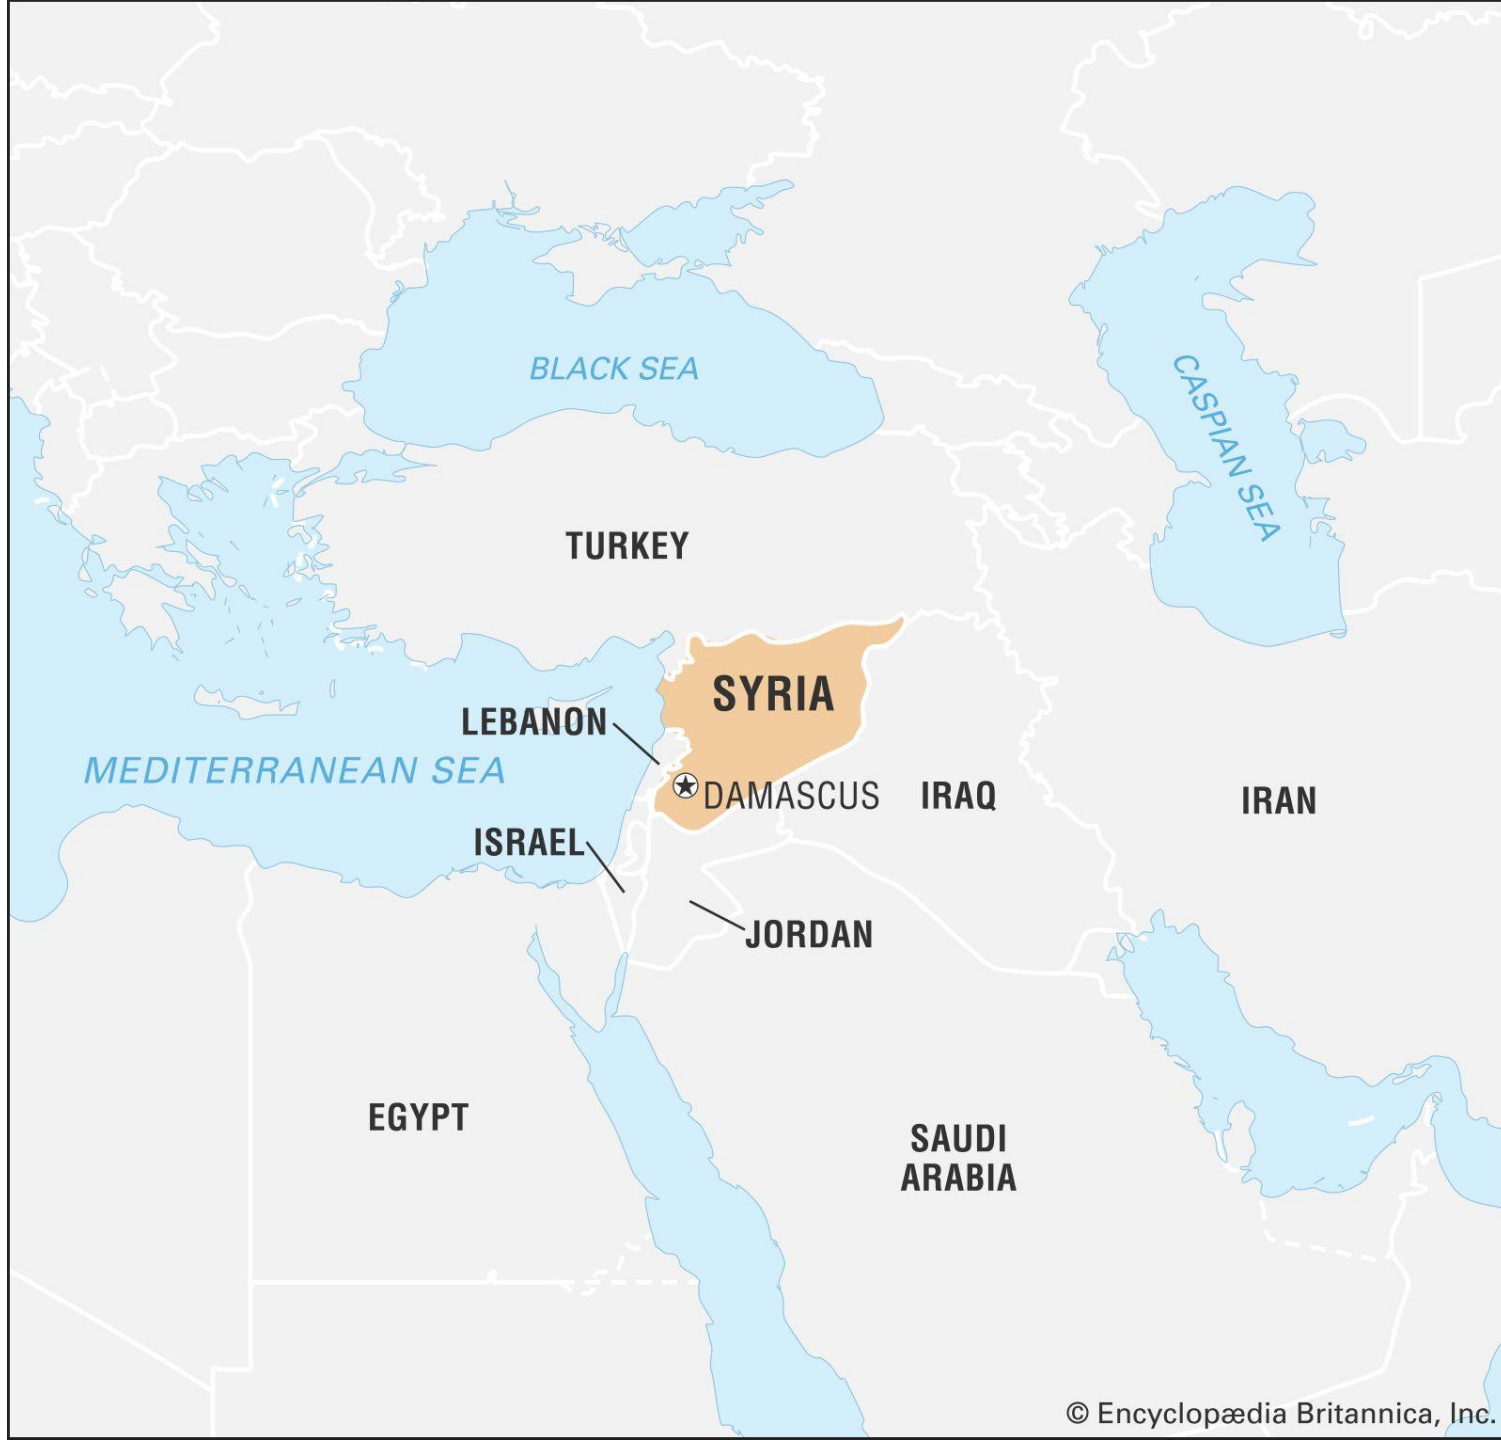 BLACK SEA
CASPIAN SEA
TURKEY
SYRIA
LEBANON
MEDITERRANEAN SEA
DAMASCUS
IRAQ
IRAN
ISRAEL
JORDAN
EGYPT
SAUDI
ARABIA
© Encyclopædia Britannica, Inc.